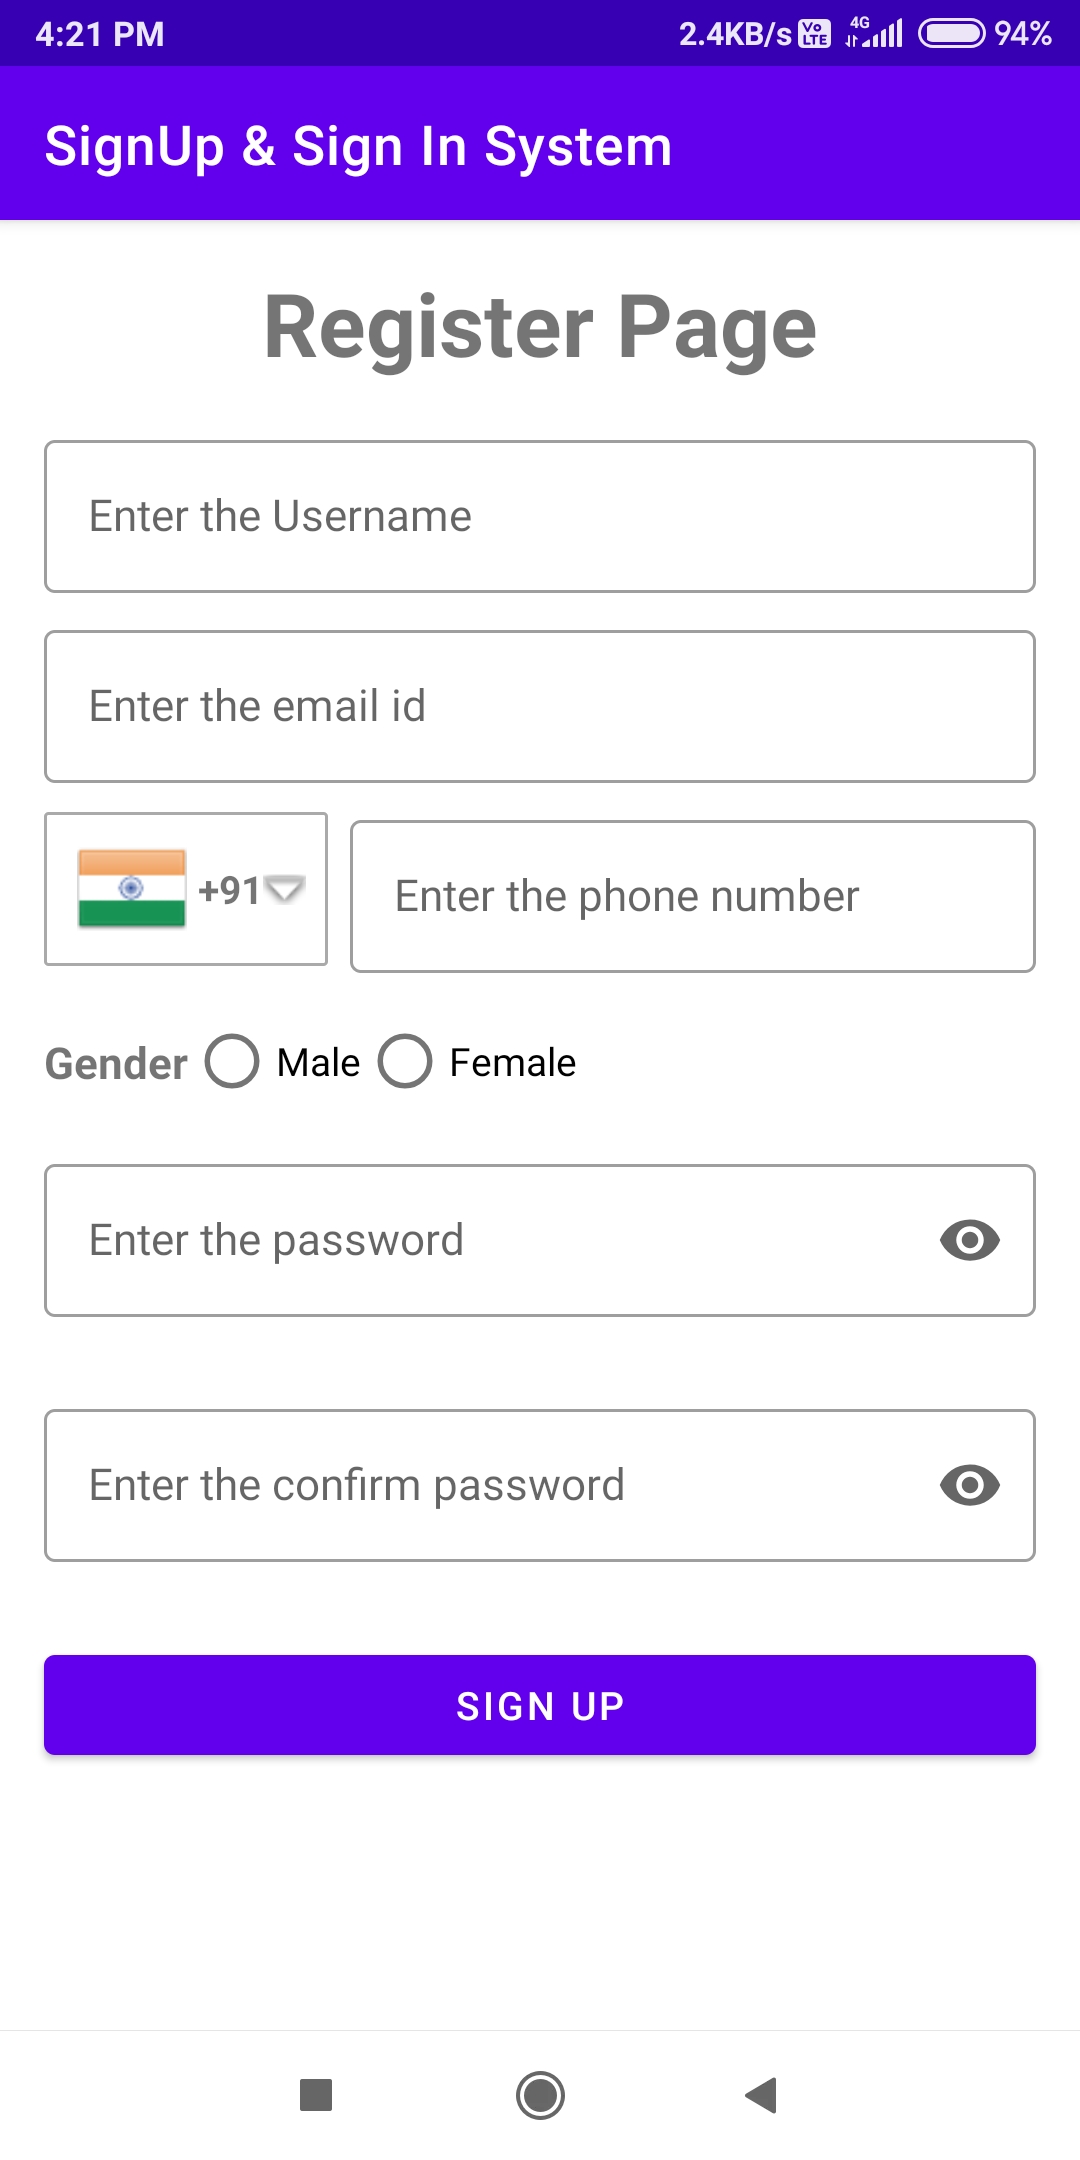 4:21 PM 2.4KB/s Vo LTE 4G 94%
SignUp & Sign In System
Register Page
Enter the Username
Enter the email id
+91 Enter the phone number
Gender Male Female
Enter the password
Enter the confirm password
SIGN UP